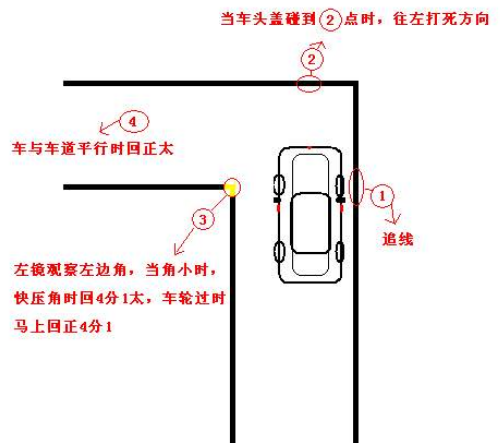 当车头盖碰到②点时，往左打死方向
②
④
车与车道平行时回正太
①
③
追线
左镜观察左边角，当角小时，
快压角时回4分1太，车轮过时
马上回正4分1